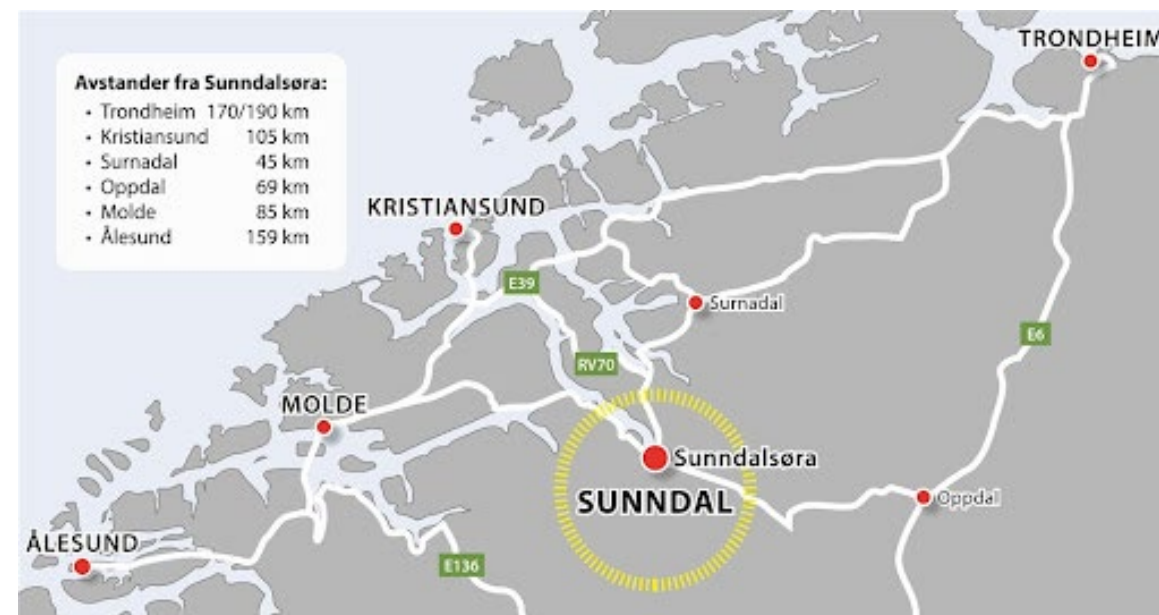 TRONDHEIM
Avstander fra Sunndalsøra:
• Trondheim 170/190 km
• Kristiansund 105 km
• Surnadal 45 km
• Oppdal 69 km
• Molde 85 km
• Ålesund 159 km
KRISTIANSUND
E39
Surnadal
E6
RV70
MOLDE
Sunndalsøra
SUNNDAL
Oppdal
ÅLESUND
E136